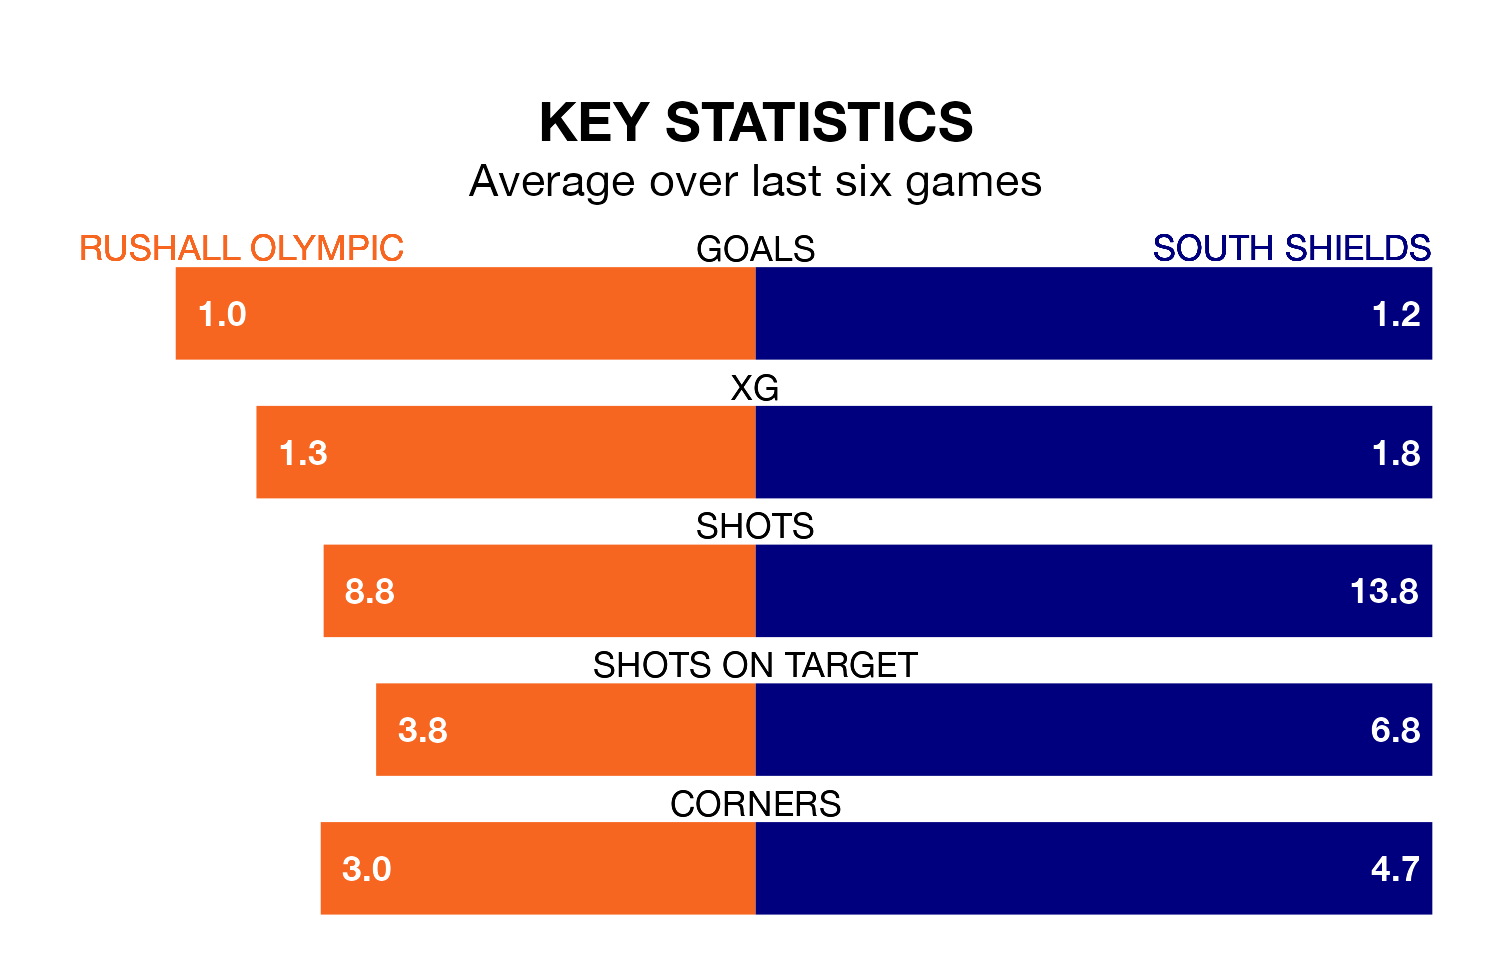 KEY STATISTICS
Average over last six games
RUSHALL OLYMPIC GOALS SOUTH SHIELDS
1.0 1.2
XG
1.3 1.8
SHOTS
8.8 13.8
SHOTS ON TARGET
3.8 6.8
CORNERS
3.0 4.7